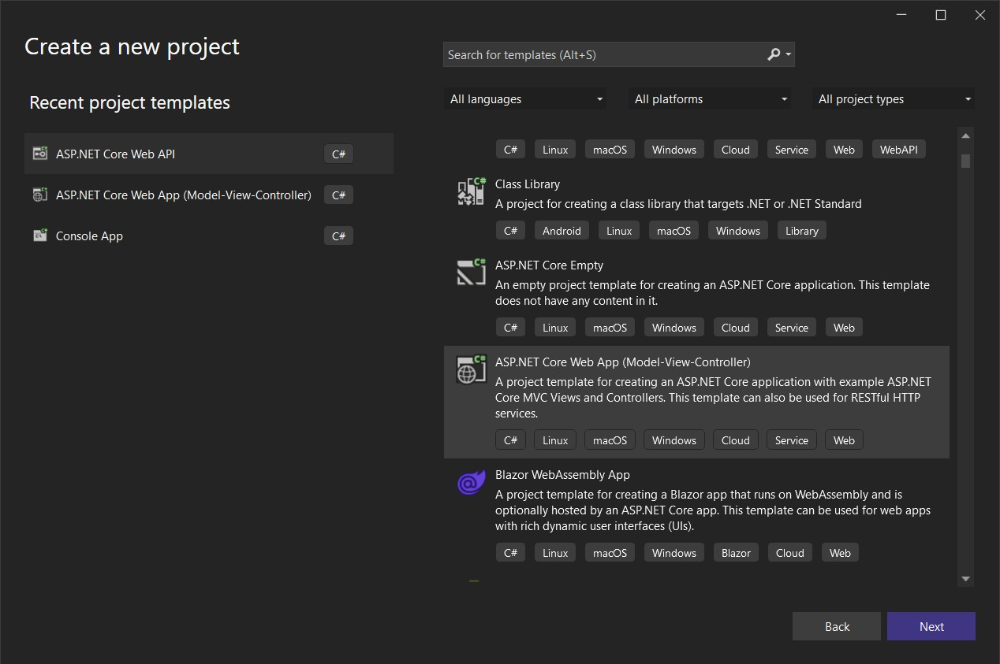 Create a new project
Search for templates (Alt+S)
Recent project templates
All languages
All platforms
All project types
ASP.NET Core Web API
C#
ASP.NET Core Web App (Model-View-Controller)
C#
Console App
C#
C# Linux macOS Windows Cloud Service Web WebAPI
Class Library
A project for creating a class library that targets .NET or .NET Standard
C# Android Linux macOS Windows Library
ASP.NET Core Empty
An empty project template for creating an ASP.NET Core application. This template
does not have any content in it.
C# Linux macOS Windows Cloud Service Web
ASP.NET Core Web App (Model-View-Controller)
A project template for creating an ASP.NET Core application with example ASP.NET
Core MVC Views and Controllers. This template can also be used for RESTful HTTP
services.
C# Linux macOS Windows Cloud Service Web
Blazor WebAssembly App
A project template for creating a Blazor app that runs on WebAssembly and is
optionally hosted by an ASP.NET Core app. This template can be used for web apps
with rich dynamic user interfaces (UIs).
C# Linux macOS Windows Blazor Cloud Web
Back
Next